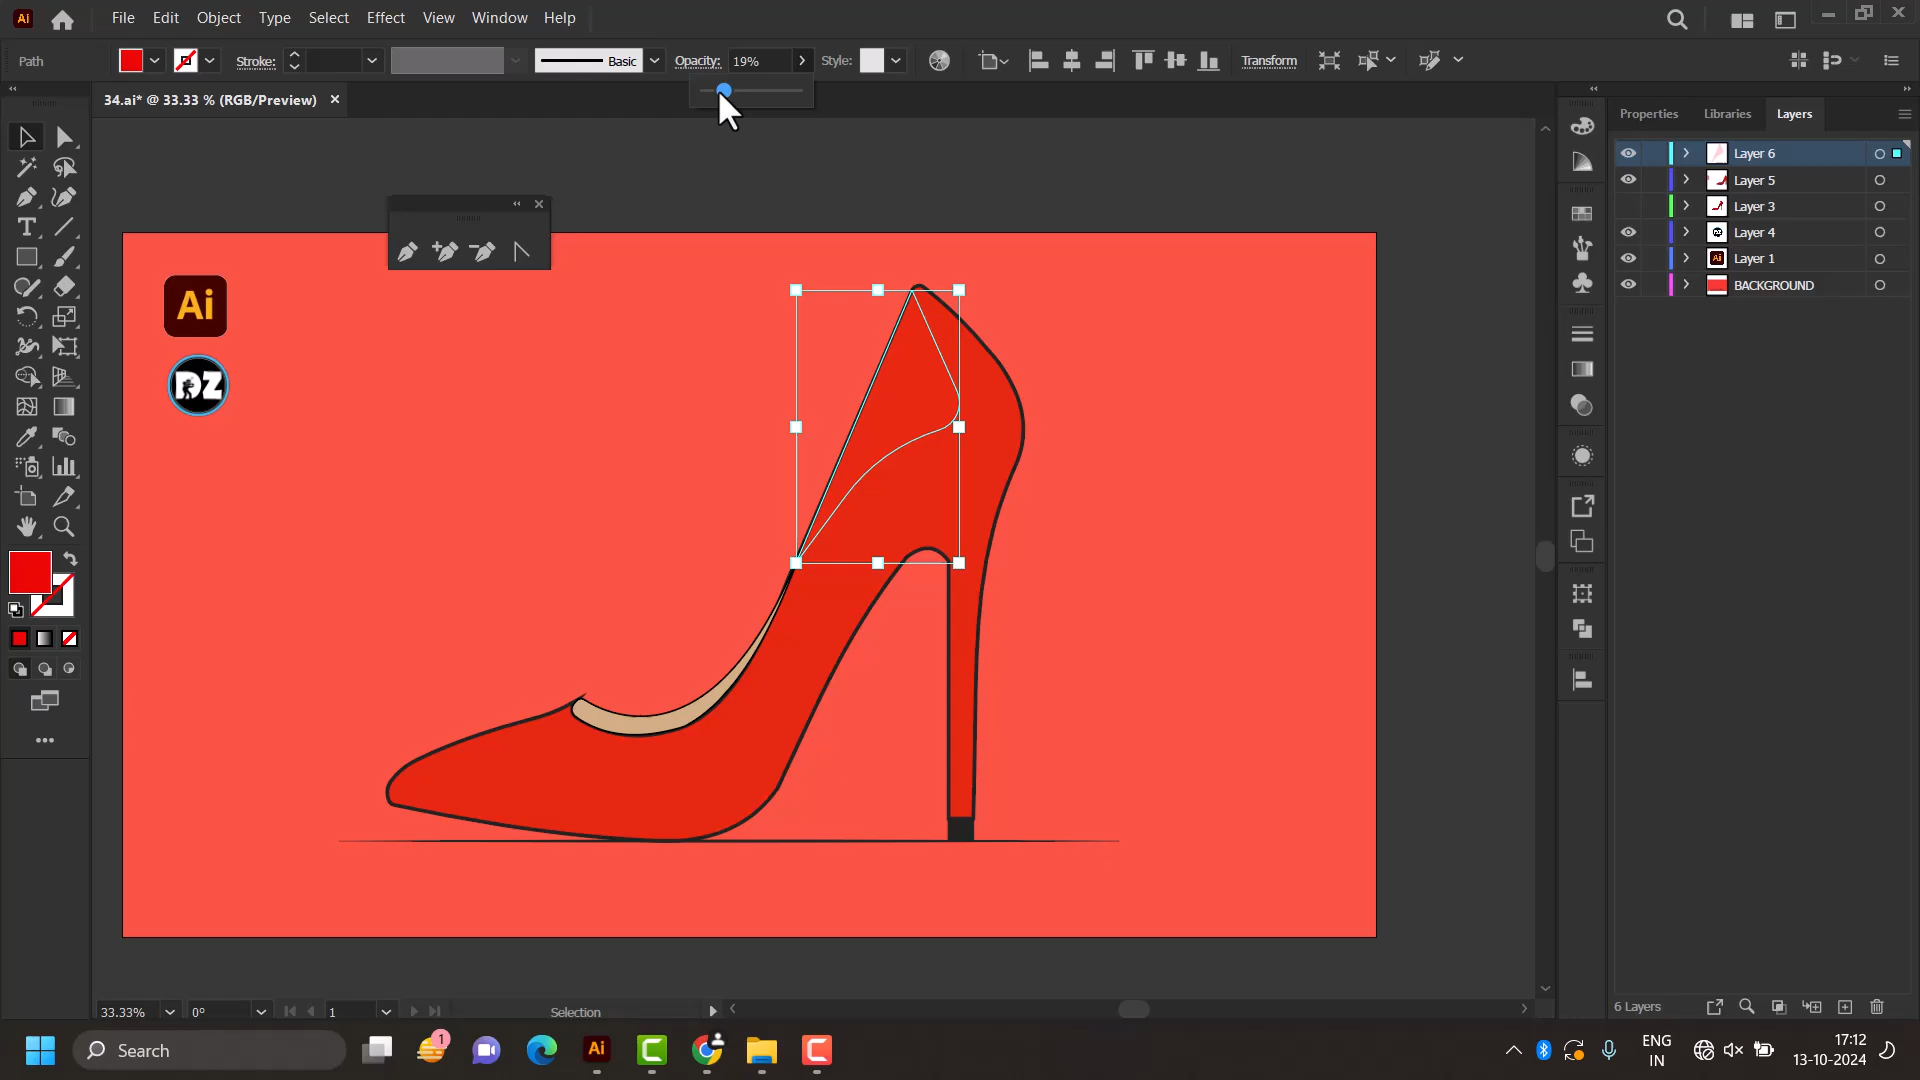 Ai File Edit Object Type Select Effect View Window Help
Path Stroke: Basic Opacity: 19% Style: Transform
34.ai* @ 33.33 % (RGB/Preview)
Properties Libraries Layers
Layer 6
Layer 5
Layer 3
Layer 4
Layer 1
BACKGROUND
Ai
DZ
33.33% 0° 1 Selection
6 Layers
Search 1 Ai
ENG
IN
17:12
13-10-2024